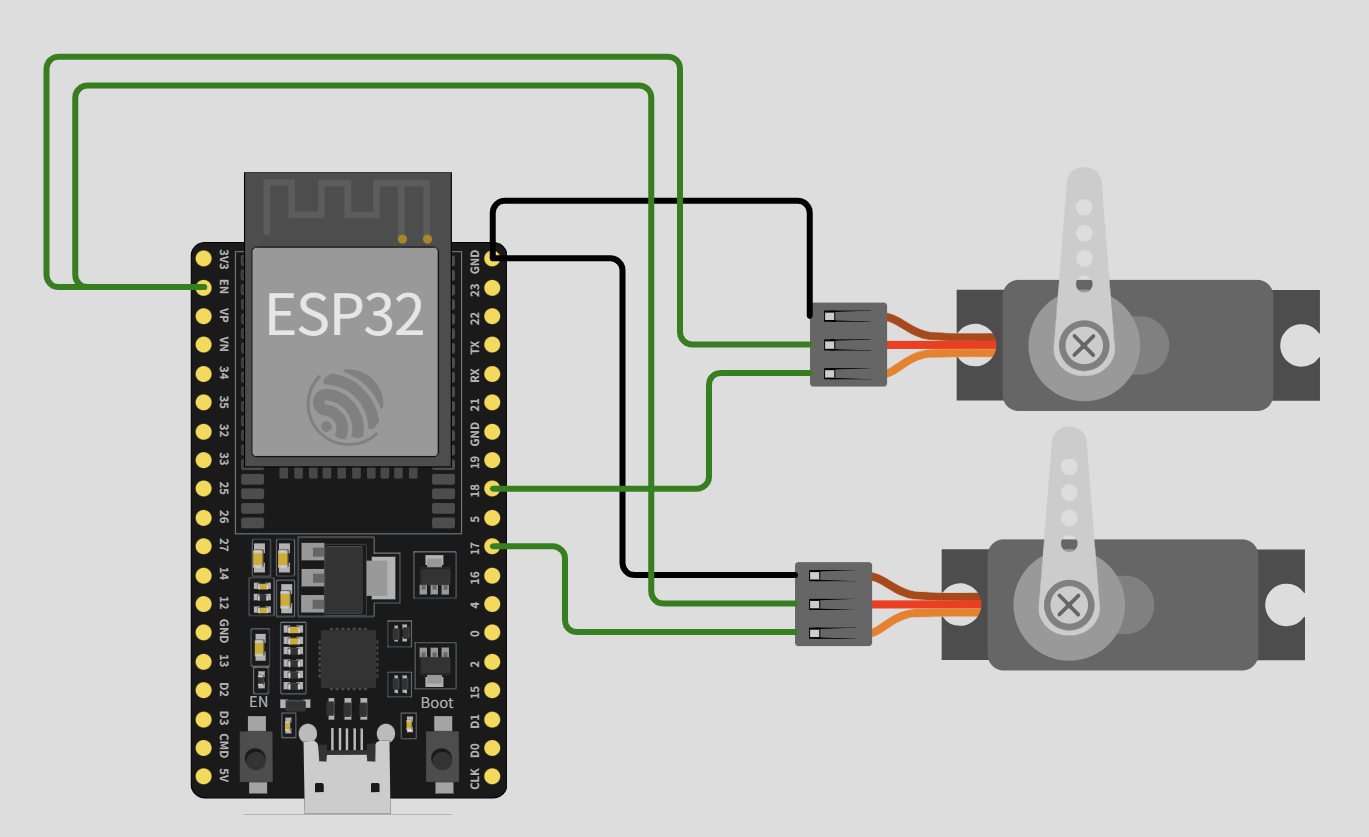 ESP32
3V3
EN
VP
VN
34
35
32
33
25
26
27
14
12
GND
13
D2
D3
CMD
5V
GND
23
22
TX
RX
21
GND
19
18
5
17
16
4
0
2
15
D1
D0
CLK
EN
Boot